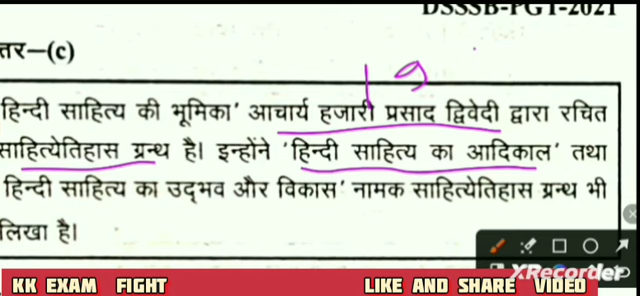 DSSSB-PGT-2021
त्तर–(c)
19
हिन्दी साहित्य की भूमिका' आचार्य हजारी प्रसाद द्विवेदी द्वारा रचित
साहित्येतिहास ग्रन्थ है। इन्होंने 'हिन्दी साहित्य का आदिकाल' तथा
हिन्दी साहित्य का उद्भव और विकास' नामक साहित्येतिहास ग्रन्थ भी
लिखा है।
XRecorder
KK EXAM FIGHT LIKE AND SHARE VIDEO